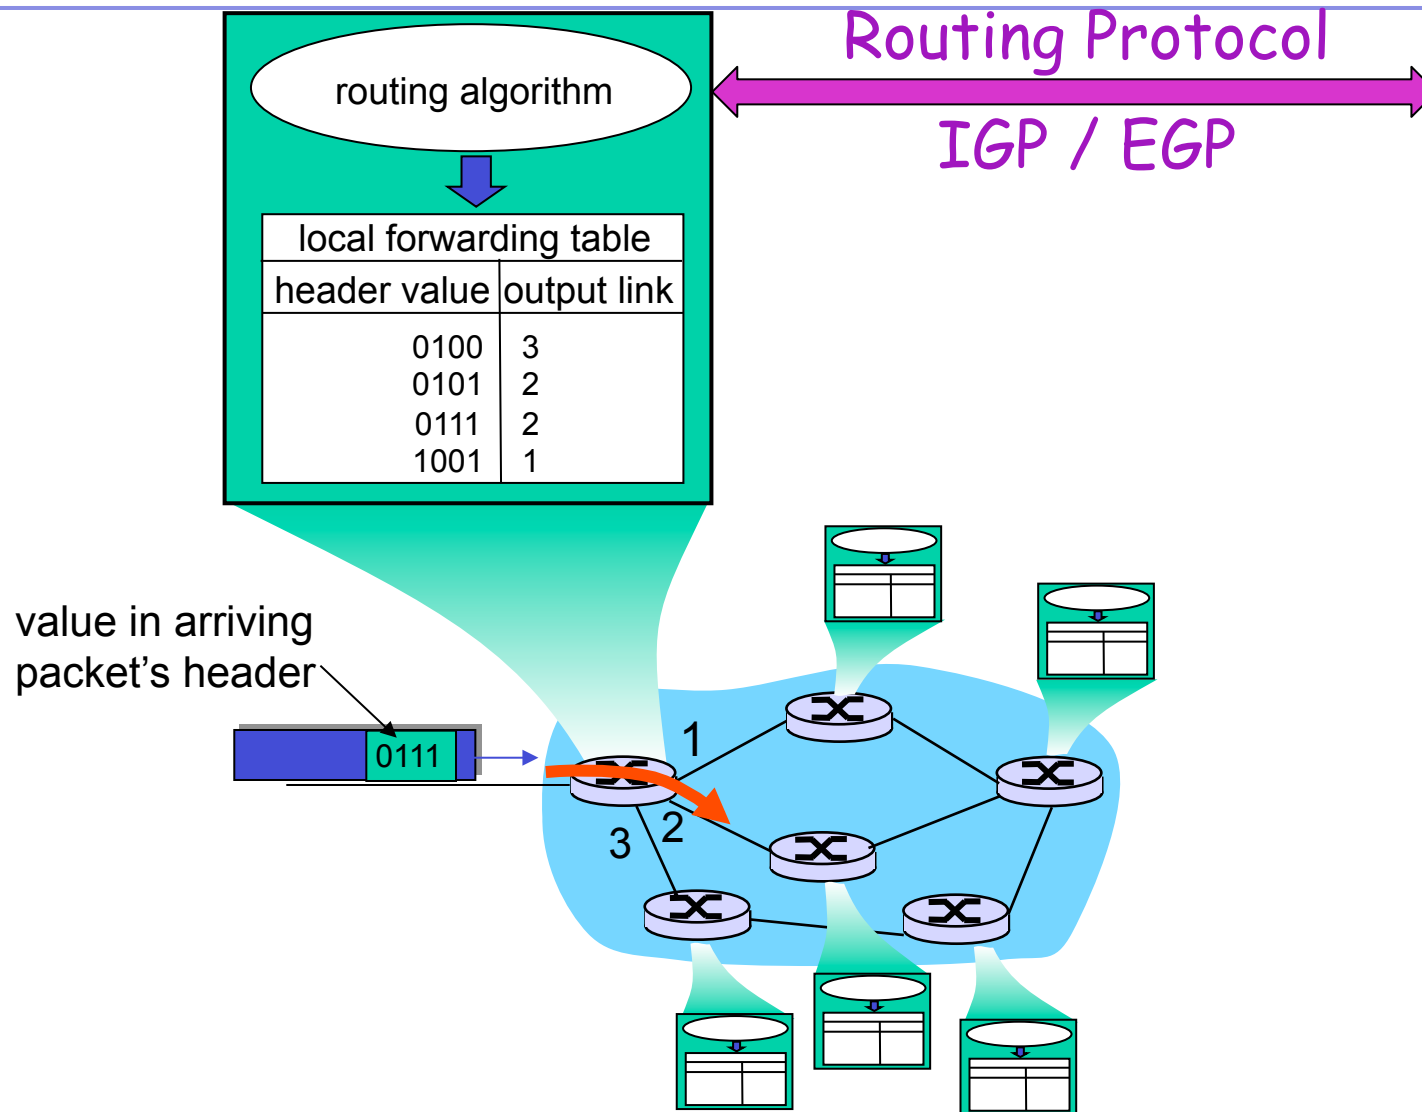 Routing Protocol
routing algorithm
IGP / EGP
local forwarding table
header value output link
0100 3
0101 2
0111 2
1001 1
value in arriving
packet's header
0111
1
2
3